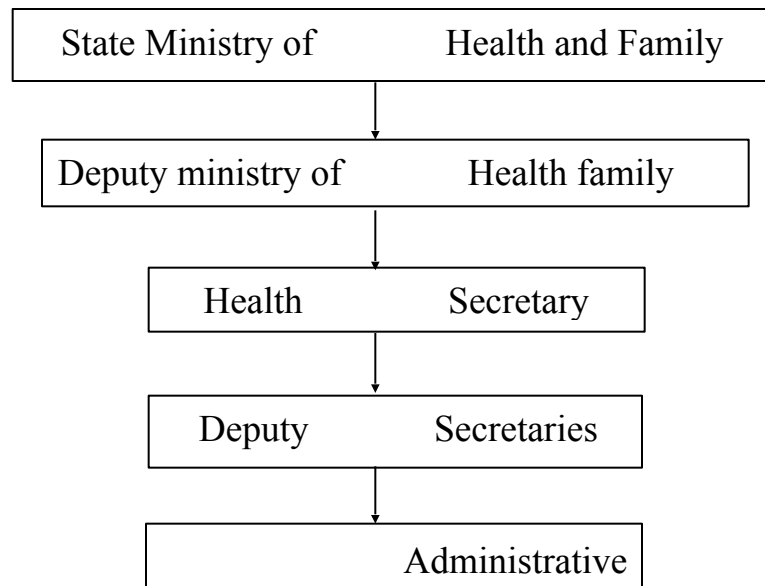 State Ministry of Health and Family
Deputy ministry of Health family
Health Secretary
Deputy Secretaries
Administrative